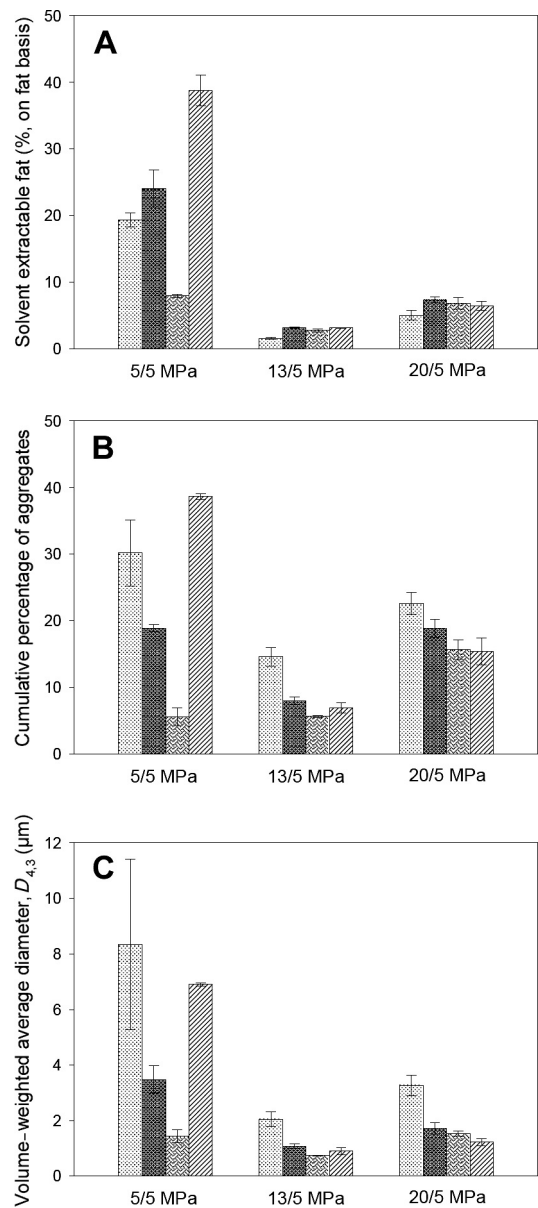 Solvent extractable fat (%, on fat basis)
50
40
30
20
10
0
A
5/5 MPa 13/5 MPa 20/5 MPa
Cumulative percentage of aggregates
50
40
30
20
10
0
B
5/5 MPa 13/5 MPa 20/5 MPa
Volume–weighted average diameter, D4,3 (µm)
12
10
8
6
4
2
0
C
5/5 MPa 13/5 MPa 20/5 MPa